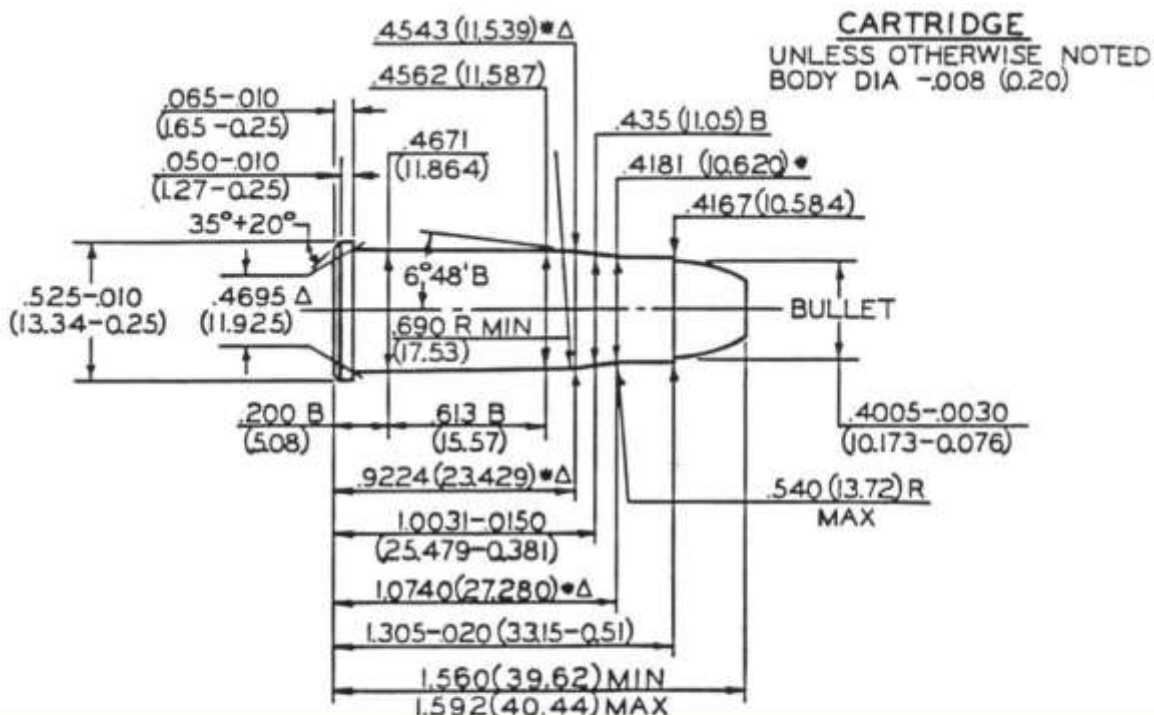 CARTRIDGE
UNLESS OTHERWISE NOTED
BODY DIA -.008 (0.20)
.4543 (11.539)*Δ
.4562 (11.587)
.065-.010
(1.65-0.25)
.435 (11.05) B
.4671
(11.864)
.4181 (10.620)*
.050-.010
(1.27-0.25)
.4167(10.584)
35°+20°
6°48' B
.525-.010
(13.34-0.25)
.4695 Δ
(11.925)
BULLET
.690 R MIN
(17.53)
.200 B
(5.08)
.613 B
(15.57)
.4005-.0030
(10.173-0.076)
.9224(23.429)*Δ
.540 (13.72) R
MAX
1.0031-.0150
(25.479-0.381)
1.0740(27.280)*Δ
1.305-.020 (33.15-0.51)
1.560(39.62) MIN
1.592(40.44) MAX